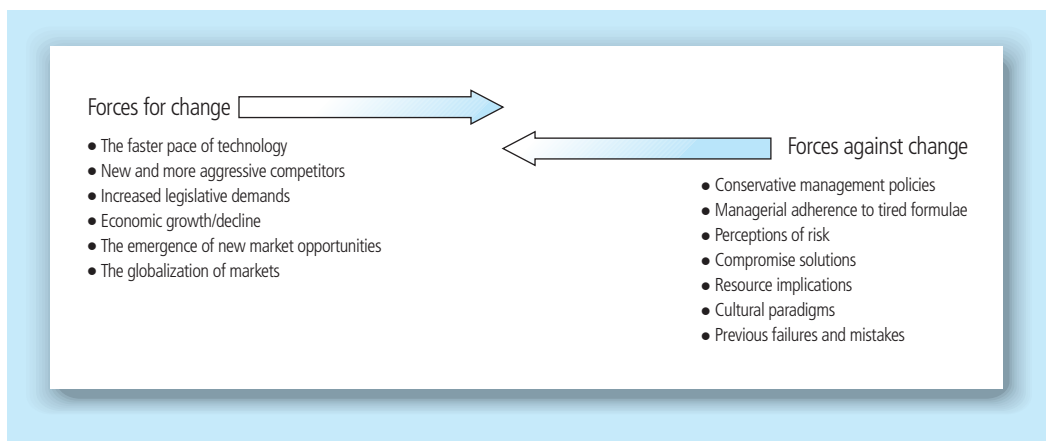 Forces for change
● The faster pace of technology
● New and more aggressive competitors
● Increased legislative demands
● Economic growth/decline
● The emergence of new market opportunities
● The globalization of markets
Forces against change
● Conservative management policies
● Managerial adherence to tired formulae
● Perceptions of risk
● Compromise solutions
● Resource implications
● Cultural paradigms
● Previous failures and mistakes